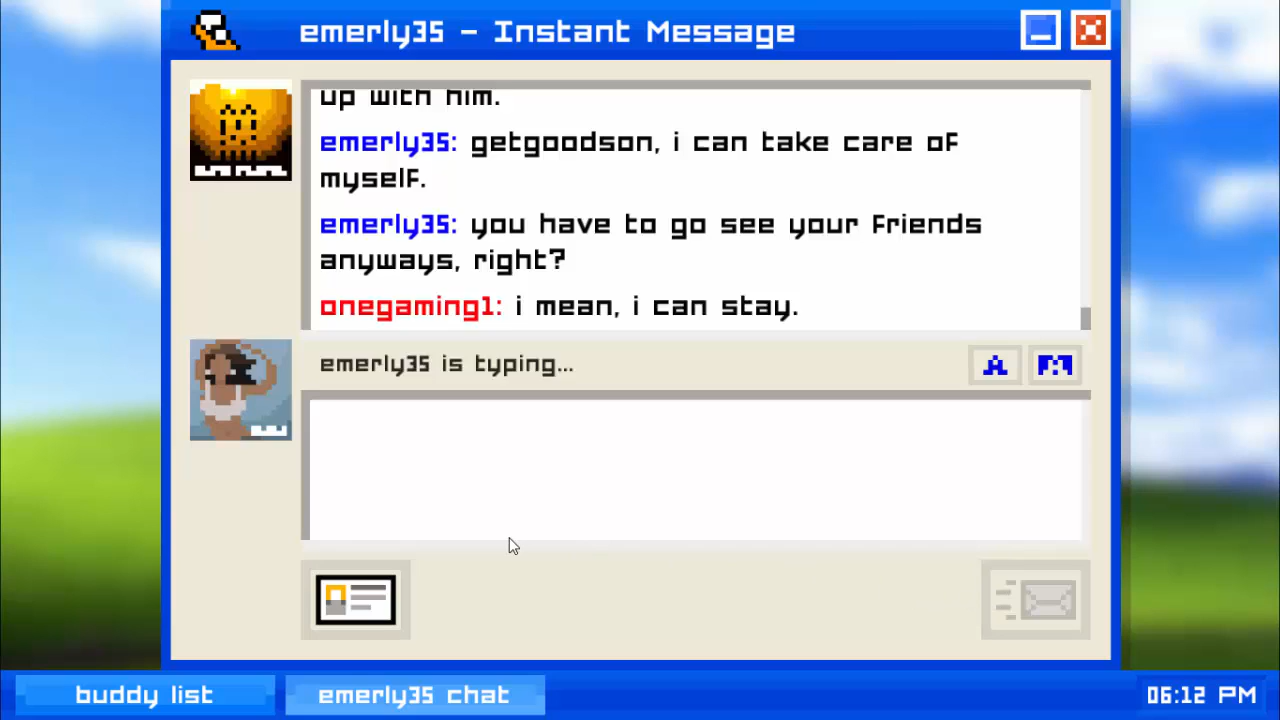 emerly35 - Instant Message
up with him.
emerly35: getgoodson, i can take care of
myself.
emerly35: you have to go see your friends
anyways, right?
onegaming1: i mean, i can stay.
emerly35 is typing...
A
buddy list
emerly35 chat
06:12 PM